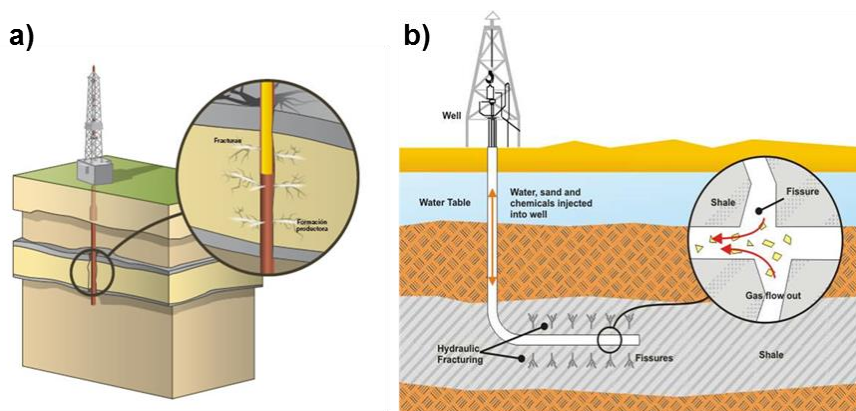 a)
Fracturas
Formación
productora
b)
Well
Water Table
Water, sand and
chemicals injected
into well
Shale
Fissure
Gas flow out
Hydraulic
Fracturing
Fissures
Shale